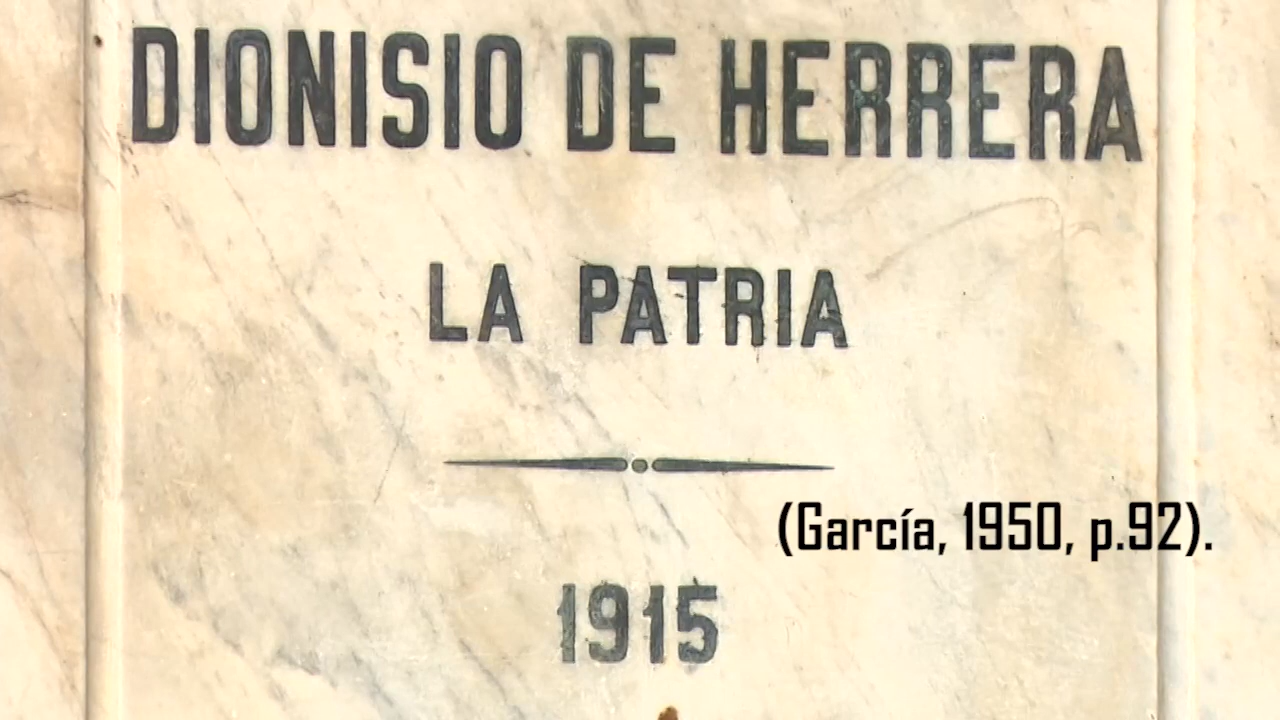 DIONISIO DE HERRERA
LA PATRIA
(García, 1950, p.92).
1915